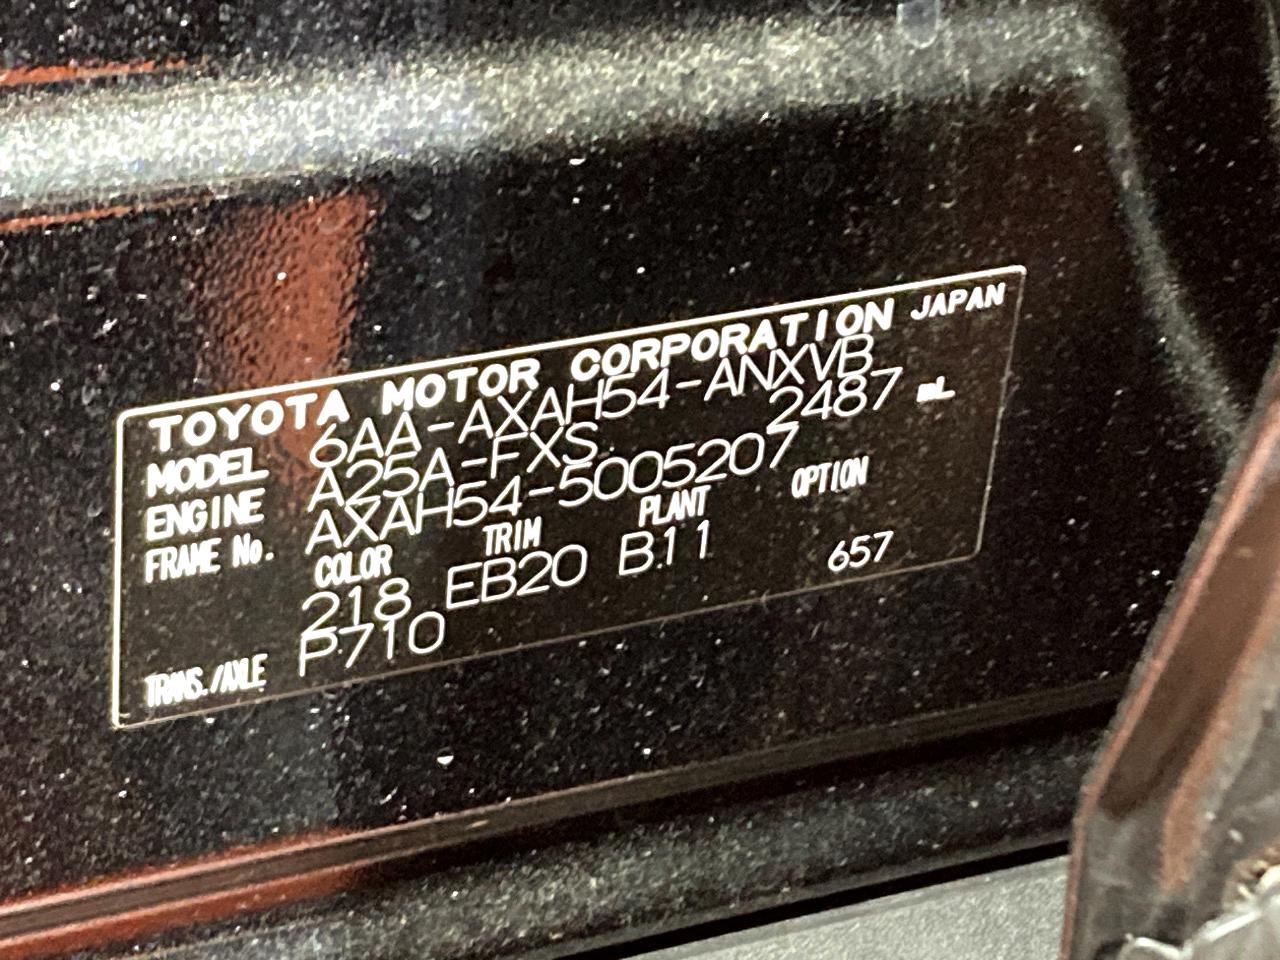 TOYOTA MOTOR CORPORATION JAPAN
MODEL 6AA-AXAH54-ANXVB
ENGINE A25A-FXS 2487 mL
FRAME No. AXAH54-5005207
COLOR TRIM PLANT OPTION
218 EB20 B11 657
TRANS./AXLE P710